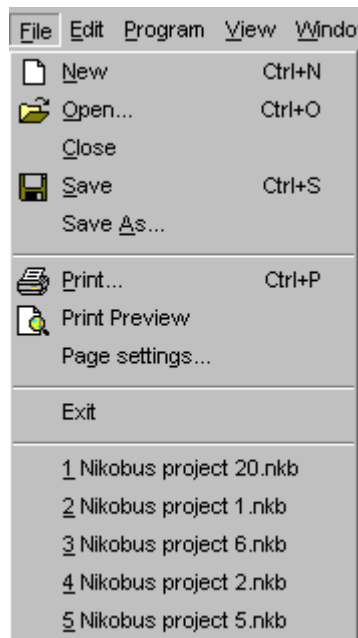 File Edit Program View Windo
New Ctrl+N
Open... Ctrl+O
Close
Save Ctrl+S
Save As...
Print... Ctrl+P
Print Preview
Page settings...
Exit
1 Nikobus project 20.nkb
2 Nikobus project 1.nkb
3 Nikobus project 6.nkb
4 Nikobus project 2.nkb
5 Nikobus project 5.nkb